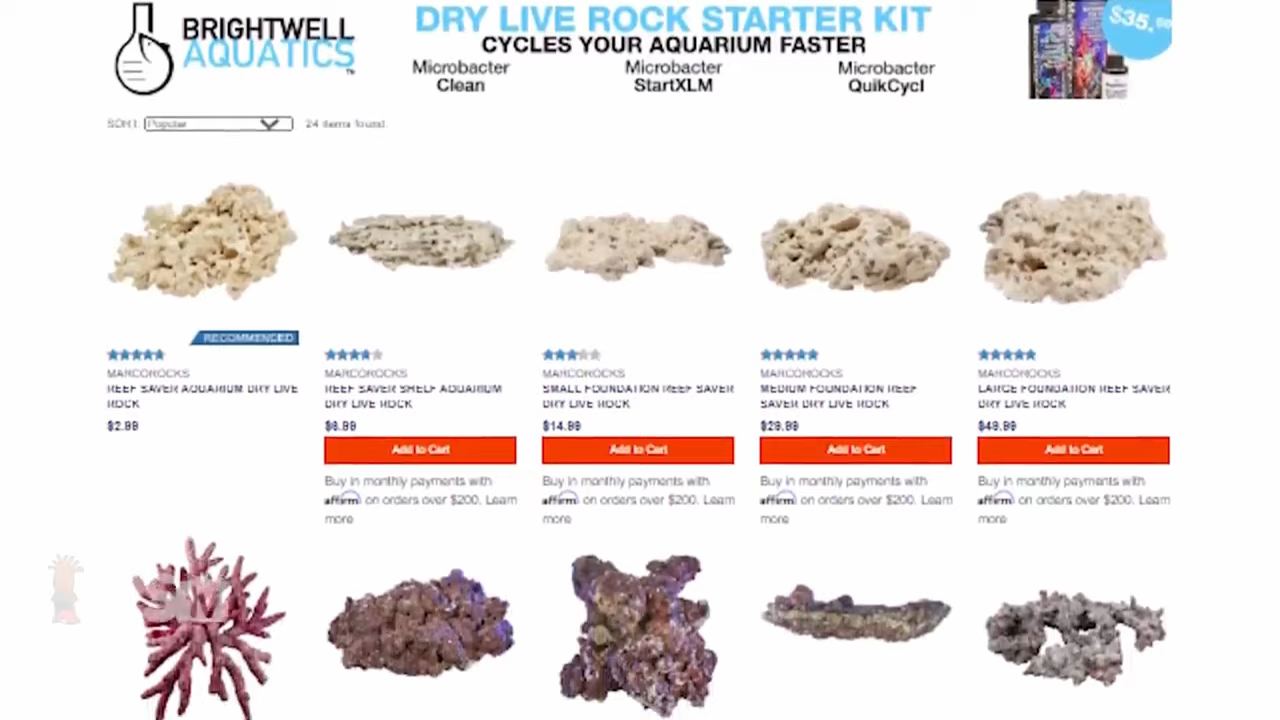 BRIGHTWELL
AQUATICS
DRY LIVE ROCK STARTER KIT
CYCLES YOUR AQUARIUM FASTER
Microbacter
Clean
Microbacter
StartXLM
Microbacter
QuikCycl
$35.
SORT: Popular
24 items found.
RECOMMENDED
MARCOROCKS
REEF SAVER AQUARIUM DRY LIVE
ROCK
$2.99
MARCOROCKS
REEF SAVER SHELF AQUARIUM
DRY LIVE ROCK
$6.99
Add to Cart
Buy in monthly payments with
affirm on orders over $200. Learn
more
MARCOROCKS
SMALL FOUNDATION REEF SAVER
DRY LIVE ROCK
$14.99
Add to Cart
Buy in monthly payments with
affirm on orders over $200. Learn
more
MARCOROCKS
MEDIUM FOUNDATION REEF
SAVER DRY LIVE ROCK
$29.99
Add to Cart
Buy in monthly payments with
affirm on orders over $200. Learn
more
MARCOROCKS
LARGE FOUNDATION REEF SAVER
DRY LIVE ROCK
$49.99
Add to Cart
Buy in monthly payments with
affirm on orders over $200. Learn
more